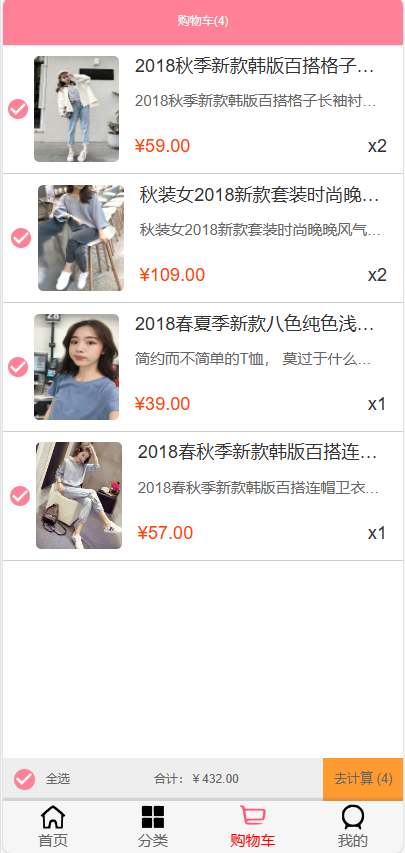 购物车(4)
2018秋季新款韩版百搭格子…
2018秋季新款韩版百搭格子长袖衬…
¥59.00
x2
秋装女2018新款套装时尚晚…
秋装女2018新款套装时尚晚晚风气…
¥109.00
x2
2018春夏季新款八色纯色浅…
简约而不简单的T恤， 莫过于什么…
¥39.00
x1
2018春秋季新款韩版百搭连…
2018春秋季新款韩版百搭连帽卫衣…
¥57.00
x1
全选
合计：￥432.00
去计算 (4)
首页
分类
购物车
我的